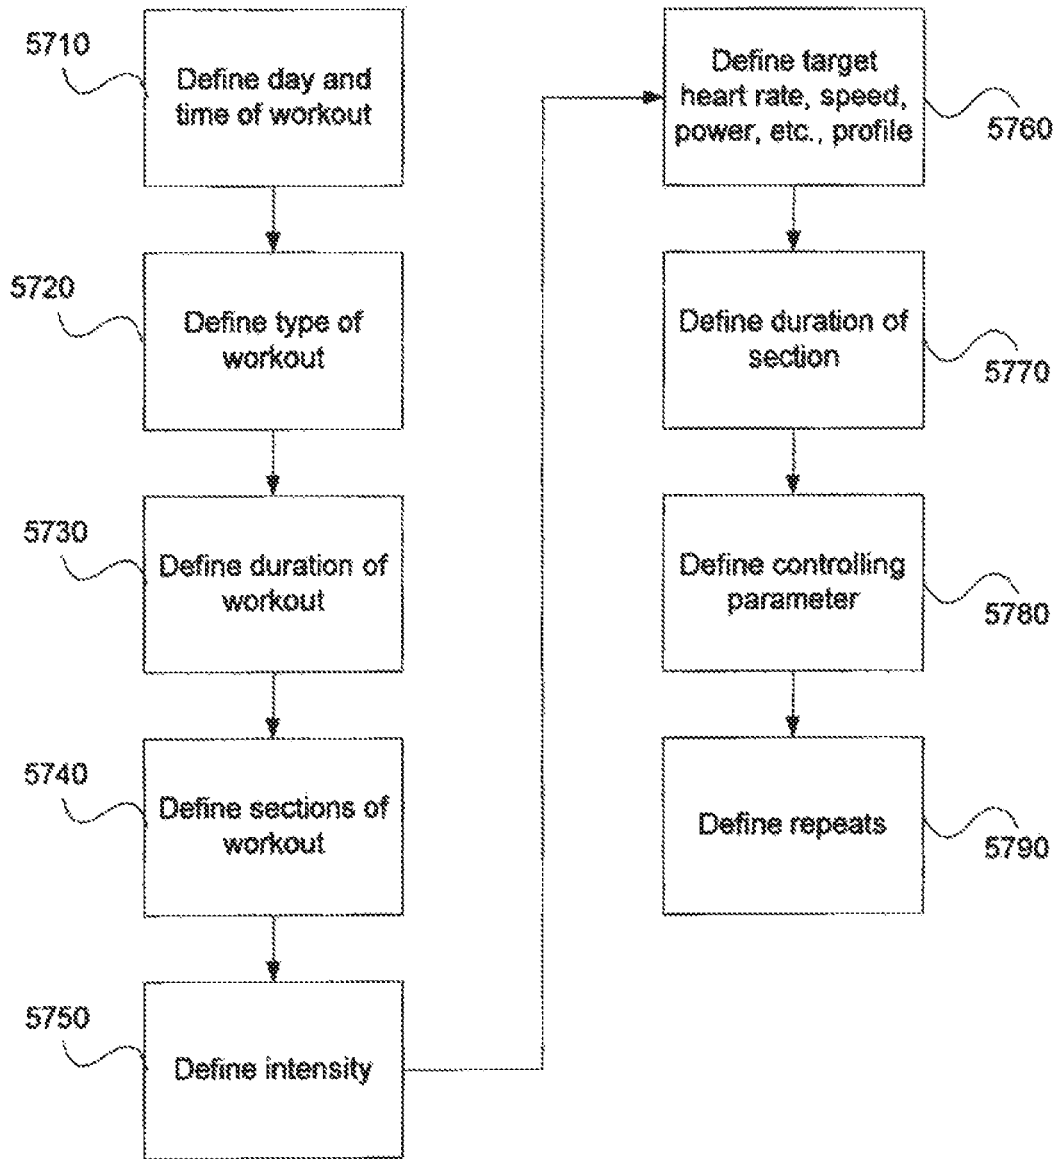 5710
Define day and
time of workout
5720
Define type of
workout
5730
Define duration of
workout
5740
Define sections of
workout
5750
Define intensity
Define target
heart rate, speed,
power, etc., profile
5760
Define duration of
section
5770
Define controlling
parameter
5780
Define repeats
5790